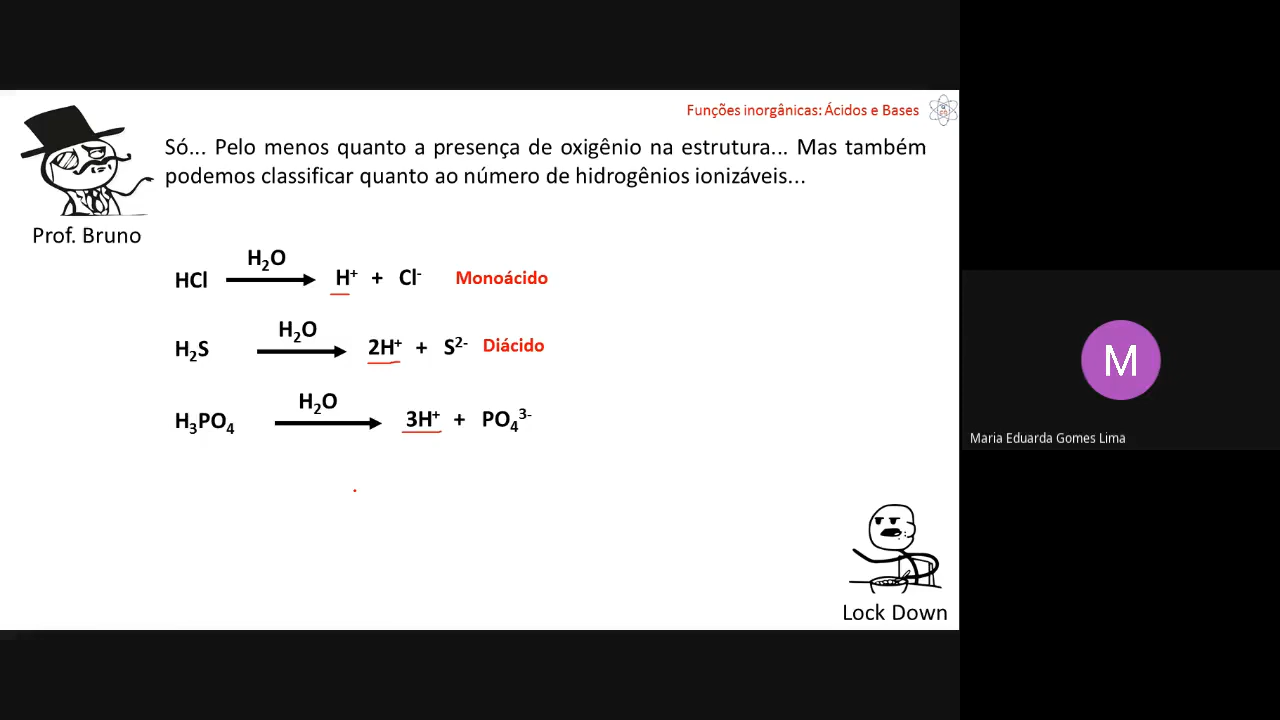 Funções inorgânicas: Ácidos e Bases
Só... Pelo menos quanto a presença de oxigênio na estrutura... Mas também
podemos classificar quanto ao número de hidrogênios ionizáveis...
Prof. Bruno
H₂O
HCl H⁺ + Cl⁻ Monoácido
H₂O
H₂S 2H⁺ + S²⁻ Diácido
H₂O
H₃PO₄ 3H⁺ + PO₄³⁻
M
Maria Eduarda Gomes Lima
Lock Down